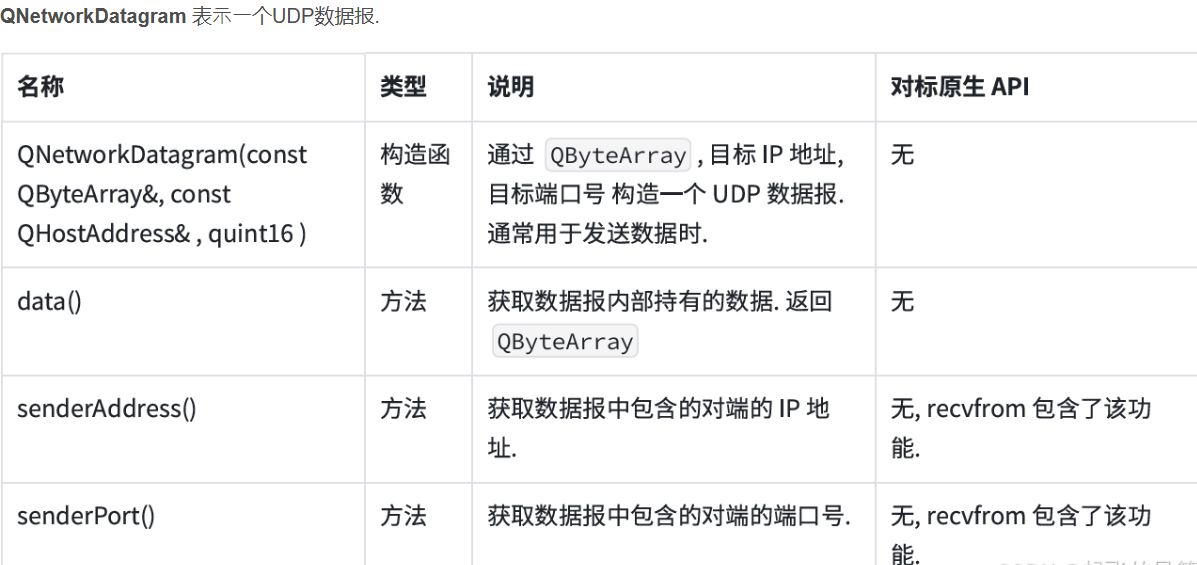 QNetworkDatagram 表示一个UDP数据报.
名称 类型 说明 对标原生 API
QNetworkDatagram(const
QByteArray&, const
QHostAddress& , quint16 )
构造函
数
通过 QByteArray , 目标 IP 地址,
目标端口号 构造一个 UDP 数据报.
通常用于发送数据时.
无
data()
方法
获取数据报内部持有的数据. 返回
QByteArray
无
senderAddress()
方法
获取数据报中包含的对端的 IP 地
址.
无, recvfrom 包含了该功
能.
senderPort()
方法
获取数据报中包含的对端的端口号.
无, recvfrom 包含了该功
能.